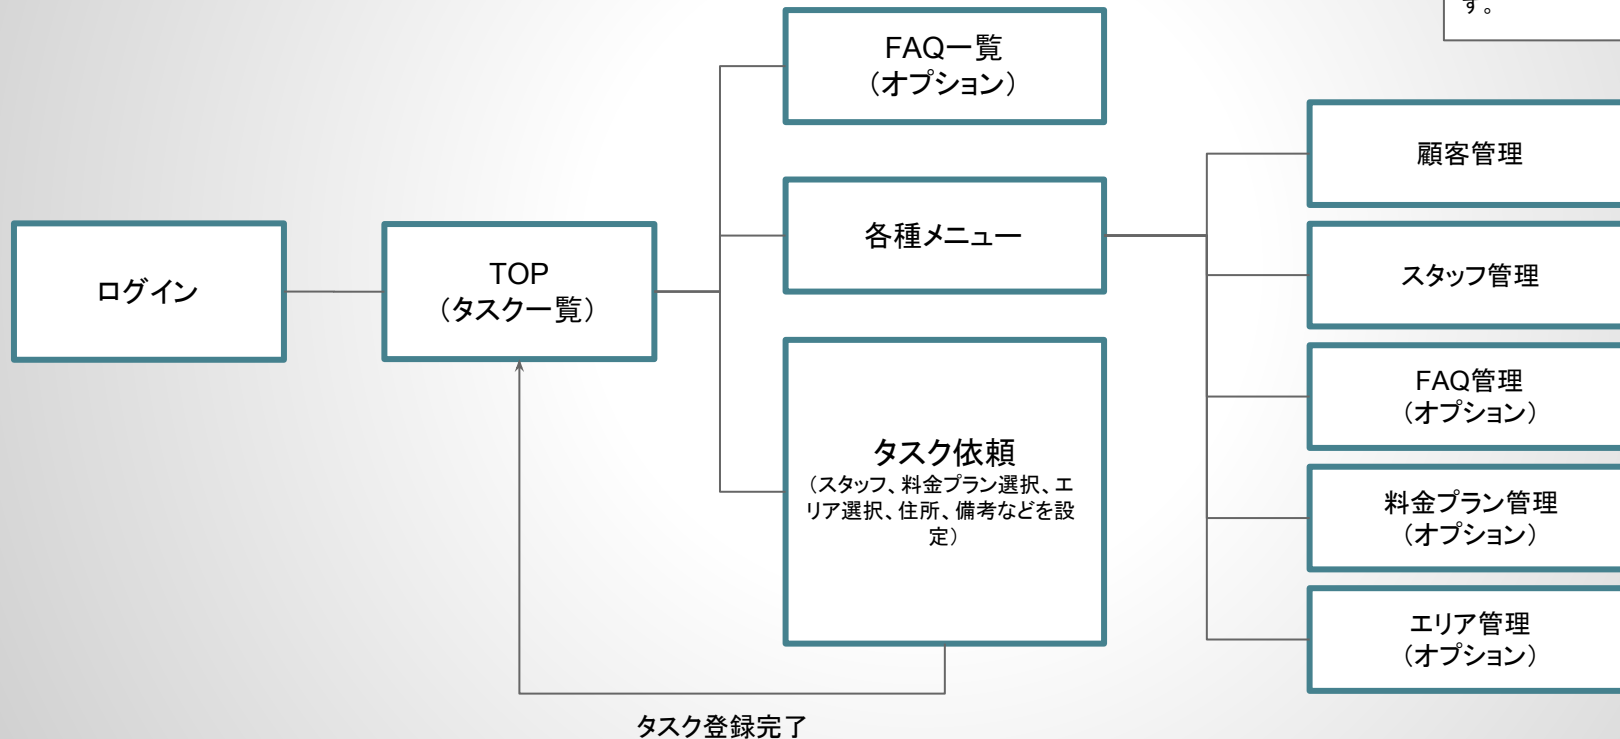 す。
FAQ一覧
（オプション）
顧客管理
各種メニュー
ログイン
TOP
（タスク一覧）
スタッフ管理
FAQ管理
（オプション）
タスク依頼
（スタッフ、料金プラン選択、エ
リア選択、住所、備考などを設
定）
料金プラン管理
（オプション）
エリア管理
（オプション）
タスク登録完了